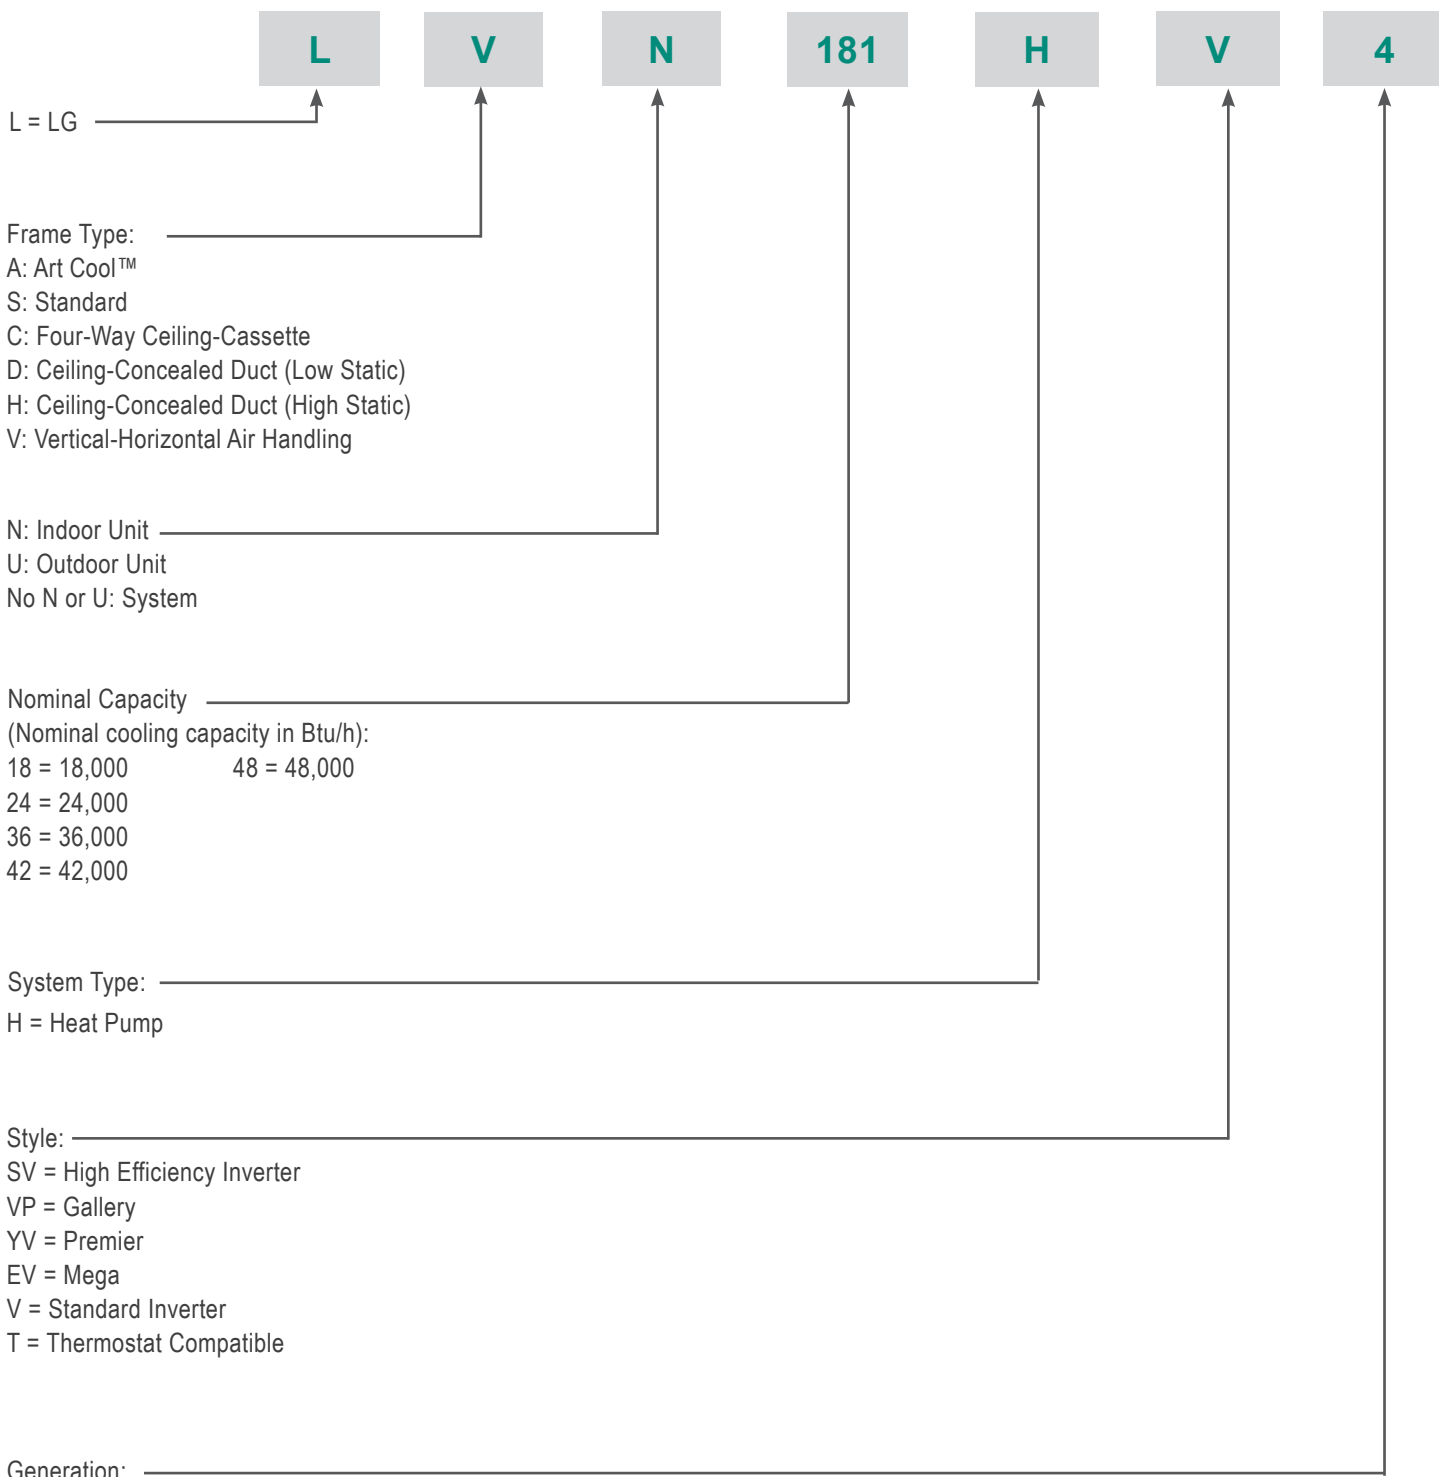 L V N 181 H V 4
L = LG
Frame Type:
A: Art Cool™
S: Standard
C: Four-Way Ceiling-Cassette
D: Ceiling-Concealed Duct (Low Static)
H: Ceiling-Concealed Duct (High Static)
V: Vertical-Horizontal Air Handling
N: Indoor Unit
U: Outdoor Unit
No N or U: System
Nominal Capacity
(Nominal cooling capacity in Btu/h):
18 = 18,000 48 = 48,000
24 = 24,000
36 = 36,000
42 = 42,000
System Type:
H = Heat Pump
Style:
SV = High Efficiency Inverter
VP = Gallery
YV = Premier
EV = Mega
V = Standard Inverter
T = Thermostat Compatible
Generation: